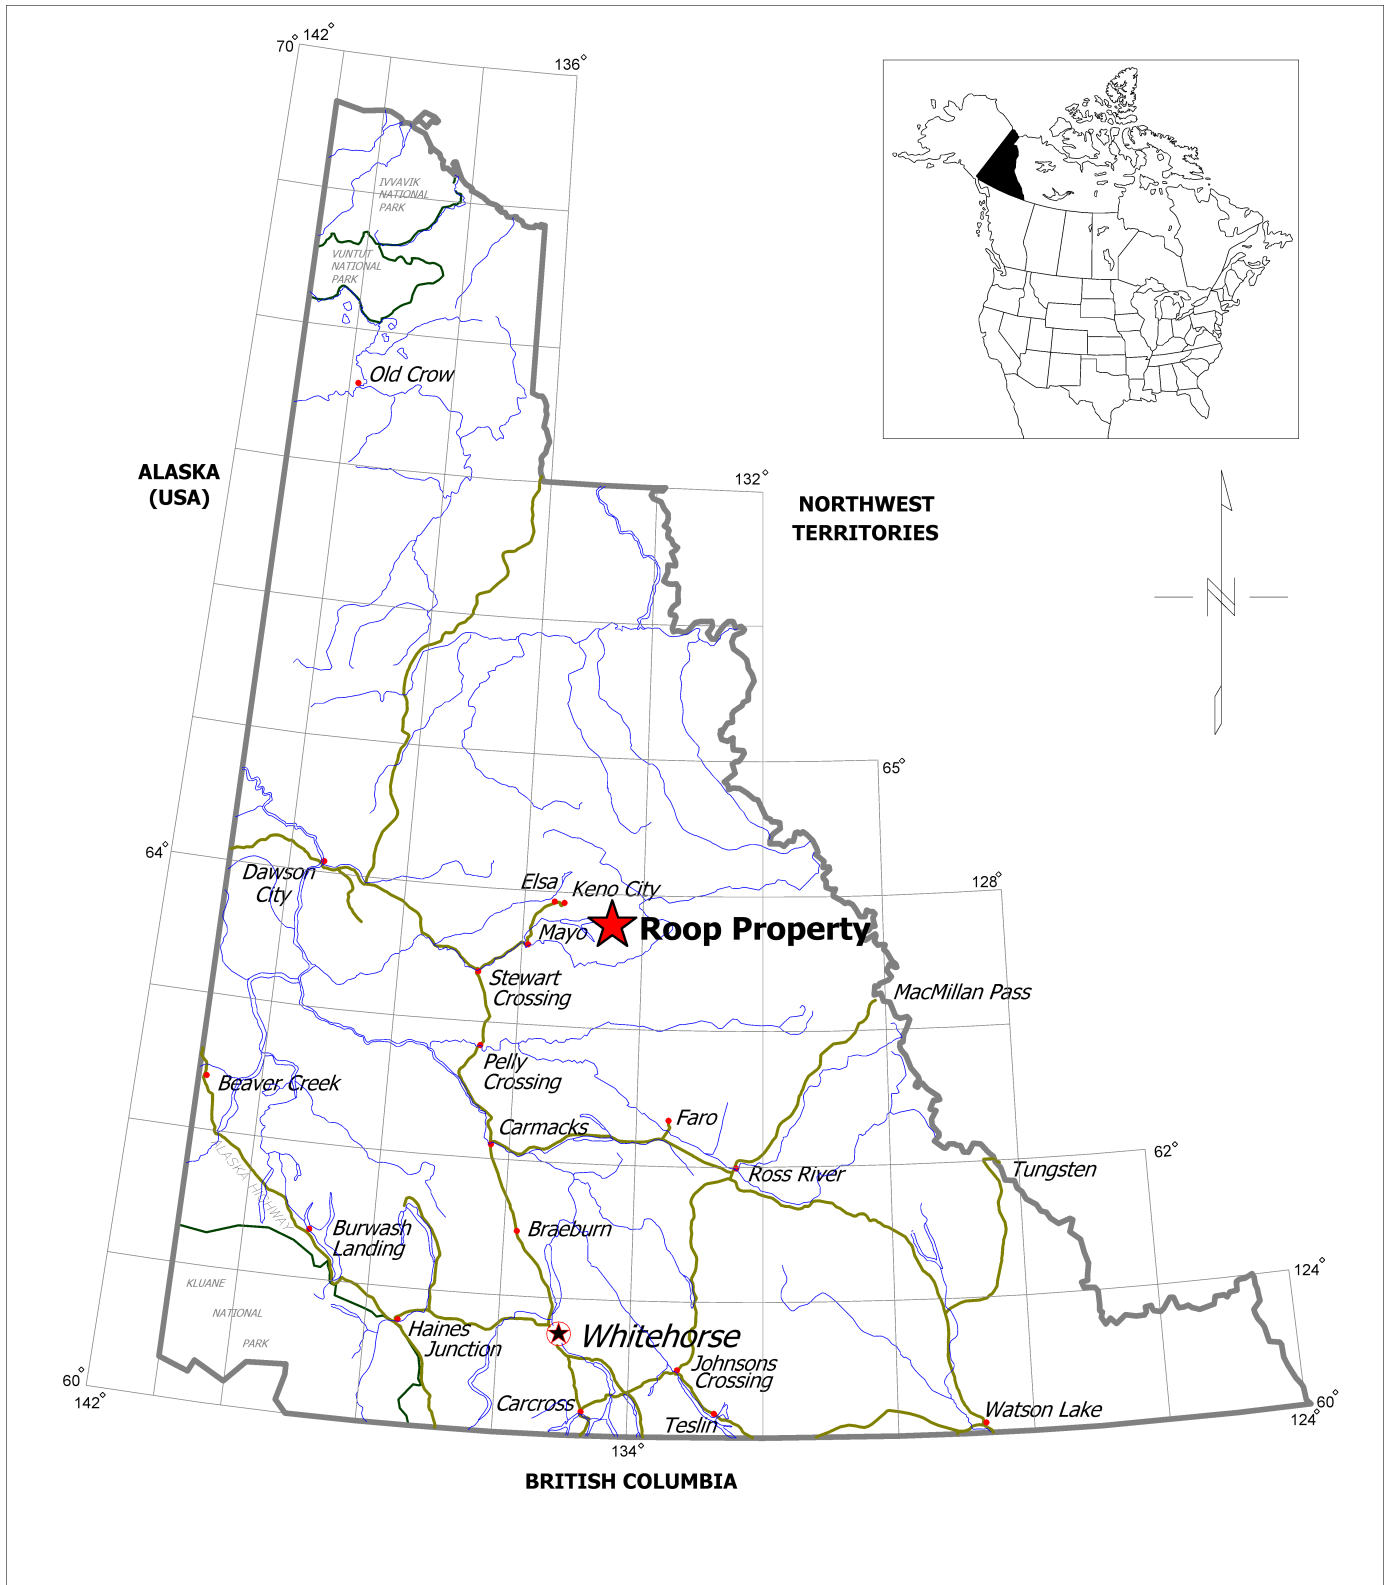 70° 142°
136°
IVVAVIK
NATIONAL
PARK
VUNTUT
NATIONAL
PARK
Old Crow
ALASKA
(USA)
132°
NORTHWEST
TERRITORIES
N
65°
64°
Dawson
City
Elsa
Keno City
128°
Mayo
Roop Property
Stewart
Crossing
MacMillan Pass
Pelly
Crossing
Beaver Creek
Faro
Carmacks
62°
Tungsten
Ross River
ALASKA HIGHWAY
Burwash
Landing
Braeburn
124°
KLUANE
NATIONAL
PARK
Haines
Junction
Whitehorse
Johnsons
Crossing
60°
142°
Carcross
Teslin
Watson Lake
60°
124°
134°
BRITISH COLUMBIA